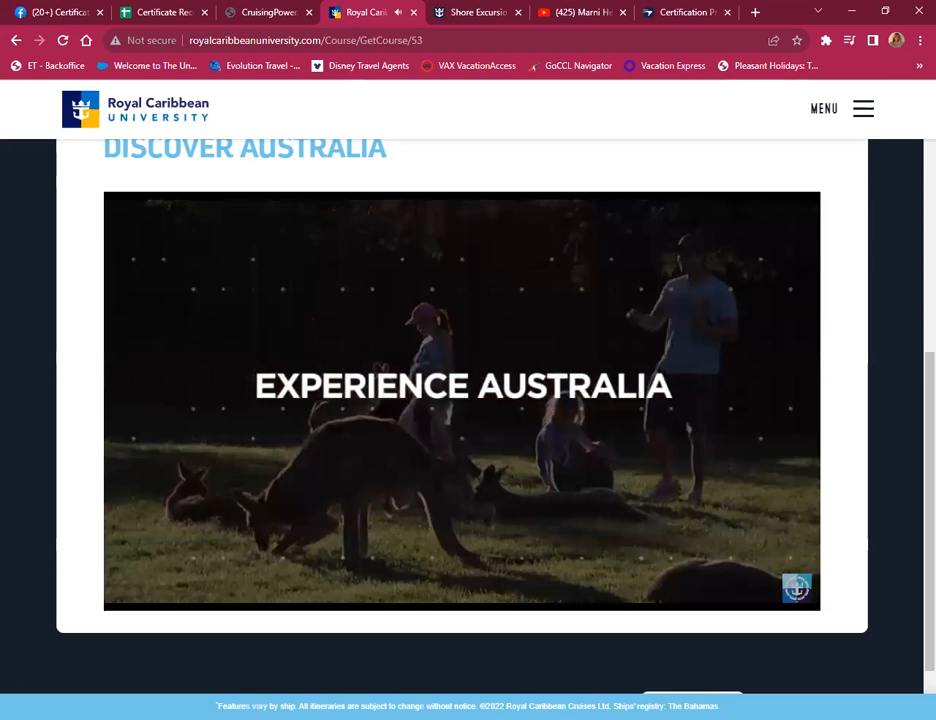 (20+) Certificat
Certificate Rec
CruisingPower.
Royal Cari
Shore Excursio
(425) Marni He
Certification Pr
Not secure
royalcaribbeanuniversity.com/Course/GetCourse/53
ET - Backoffice
Welcome to The Un...
Evolution Travel -...
Disney Travel Agents
VAX VacationAccess
GoCCL Navigator
Vacation Express
Pleasant Holidays: T...
»
Royal Caribbean
UNIVERSITY
MENU
DISCOVER AUSTRALIA
EXPERIENCE AUSTRALIA
*Features vary by ship. All itineraries are subject to change without notice. ©2022 Royal Caribbean Cruises Ltd. Ships' registry: The Bahamas.